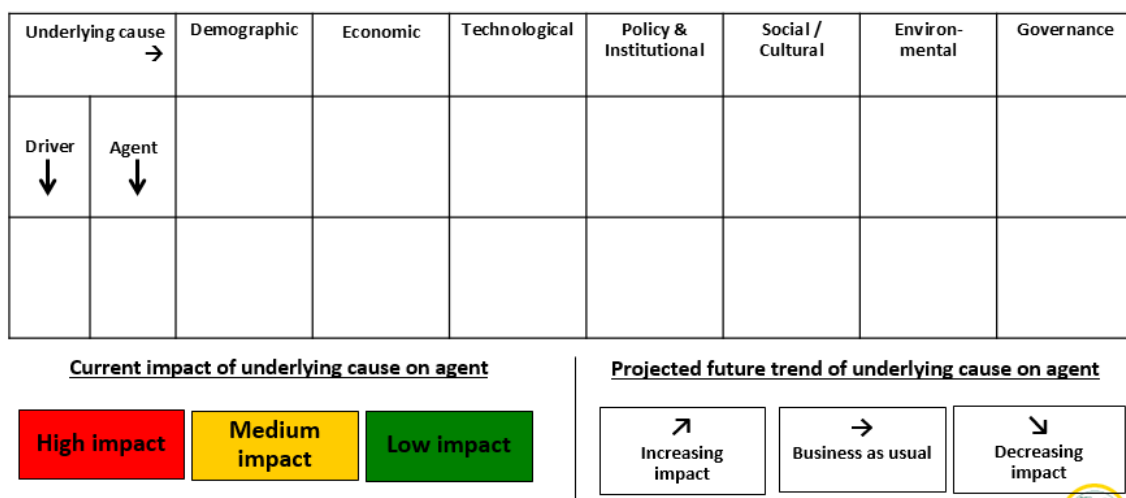 Underlying cause
→
Demographic
Economic
Technological
Policy &
Institutional
Social /
Cultural
Environ-
mental
Governance
Driver
↓
Agent
↓
Current impact of underlying cause on agent
Projected future trend of underlying cause on agent
High impact
Medium
impact
Low impact
↗
Increasing
impact
→
Business as usual
↘
Decreasing
impact